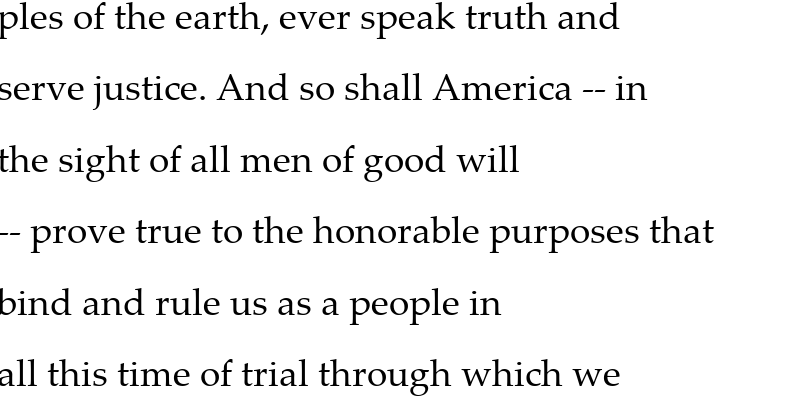 ples of the earth, ever speak truth and
serve justice. And so shall America -- in
the sight of all men of good will
-- prove true to the honorable purposes that
bind and rule us as a people in
all this time of trial through which we